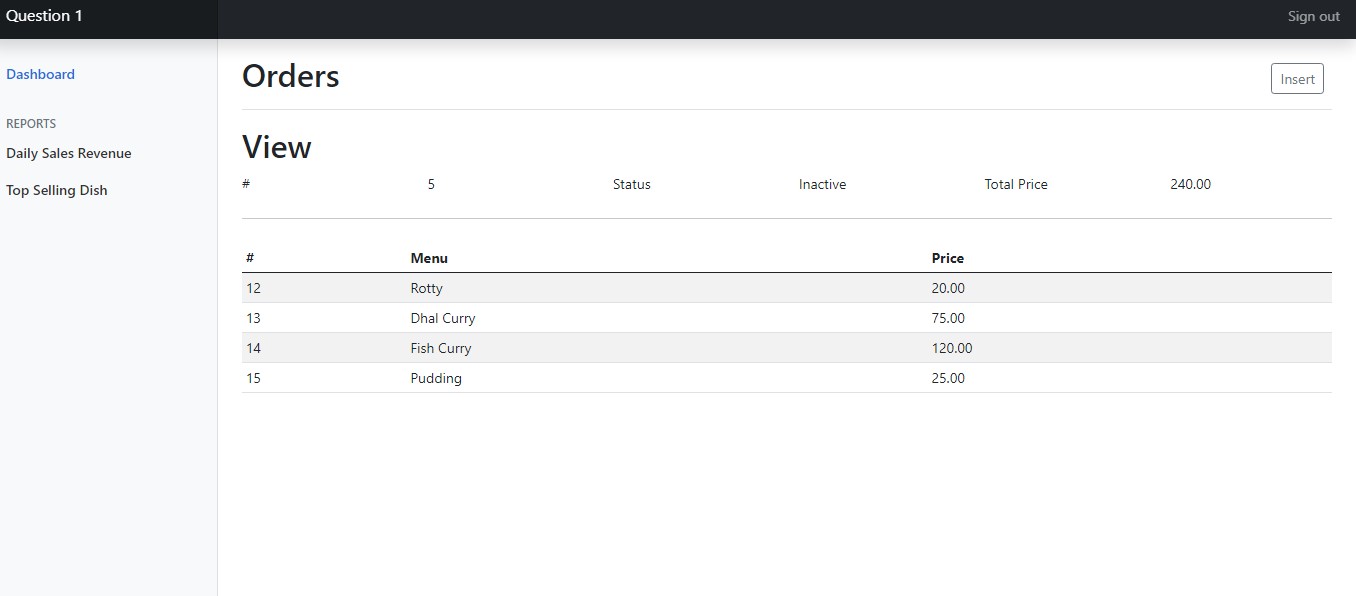 Question 1
Sign out
Dashboard
REPORTS
Daily Sales Revenue
Top Selling Dish
Orders
Insert
View
# 5 Status Inactive Total Price 240.00
# Menu Price
12 Rotty 20.00
13 Dhal Curry 75.00
14 Fish Curry 120.00
15 Pudding 25.00